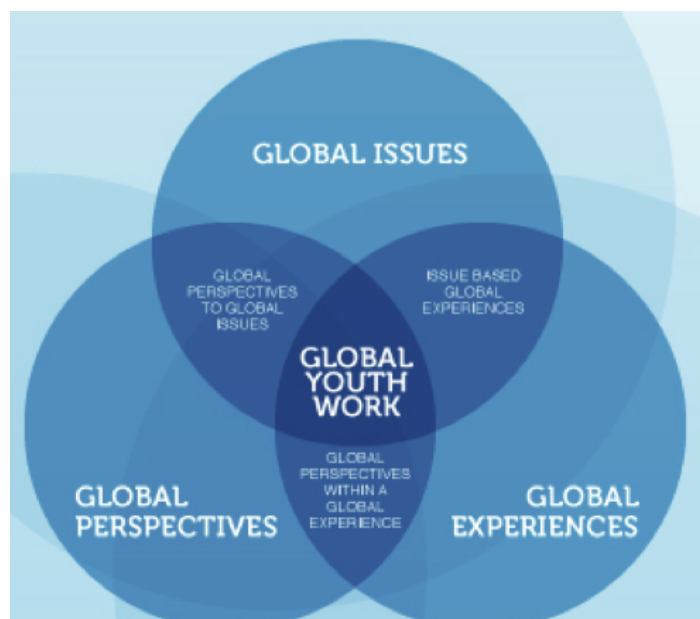 GLOBAL ISSUES
GLOBAL
PERSPECTIVES
TO GLOBAL
ISSUES
ISSUE BASED
GLOBAL
EXPERIENCES
GLOBAL
YOUTH
WORK
GLOBAL
PERSPECTIVES
WITHIN A
GLOBAL
EXPERIENCE
GLOBAL
PERSPECTIVES
GLOBAL
EXPERIENCES